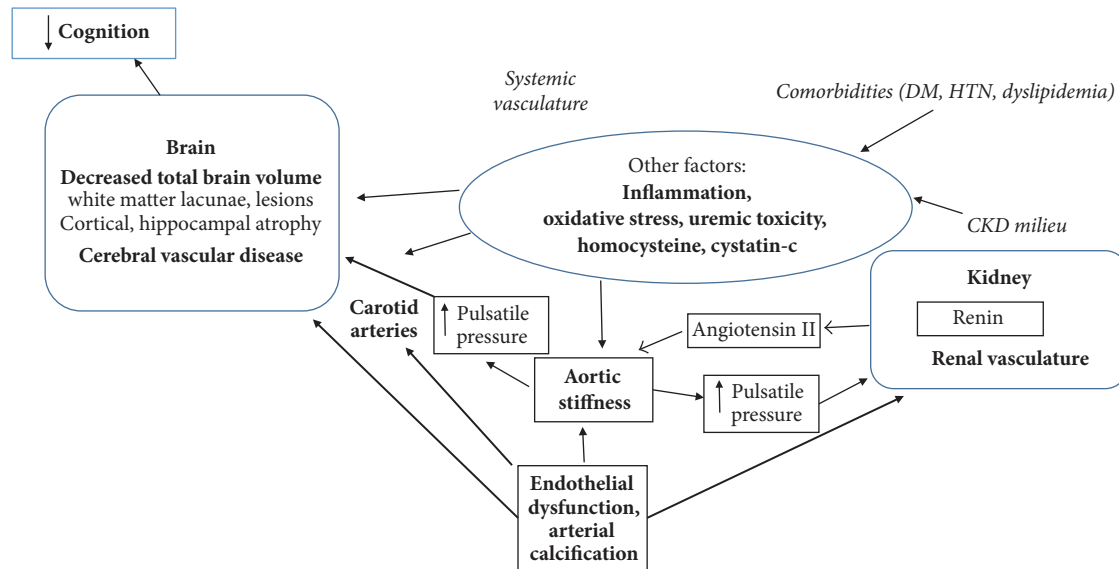 ↓ Cognition
Systemic
vasculature
Comorbidities (DM, HTN, dyslipidemia)
Brain
Decreased total brain volume
white matter lacunae, lesions
Cortical, hippocampal atrophy
Cerebral vascular disease
Other factors:
Inflammation,
oxidative stress, uremic toxicity,
homocysteine, cystatin-c
CKD milieu
Kidney
Renin
Renal vasculature
Carotid
arteries
↑ Pulsatile
pressure
Angiotensin II
Aortic
stiffness
↑ Pulsatile
pressure
Endothelial
dysfunction,
arterial
calcification